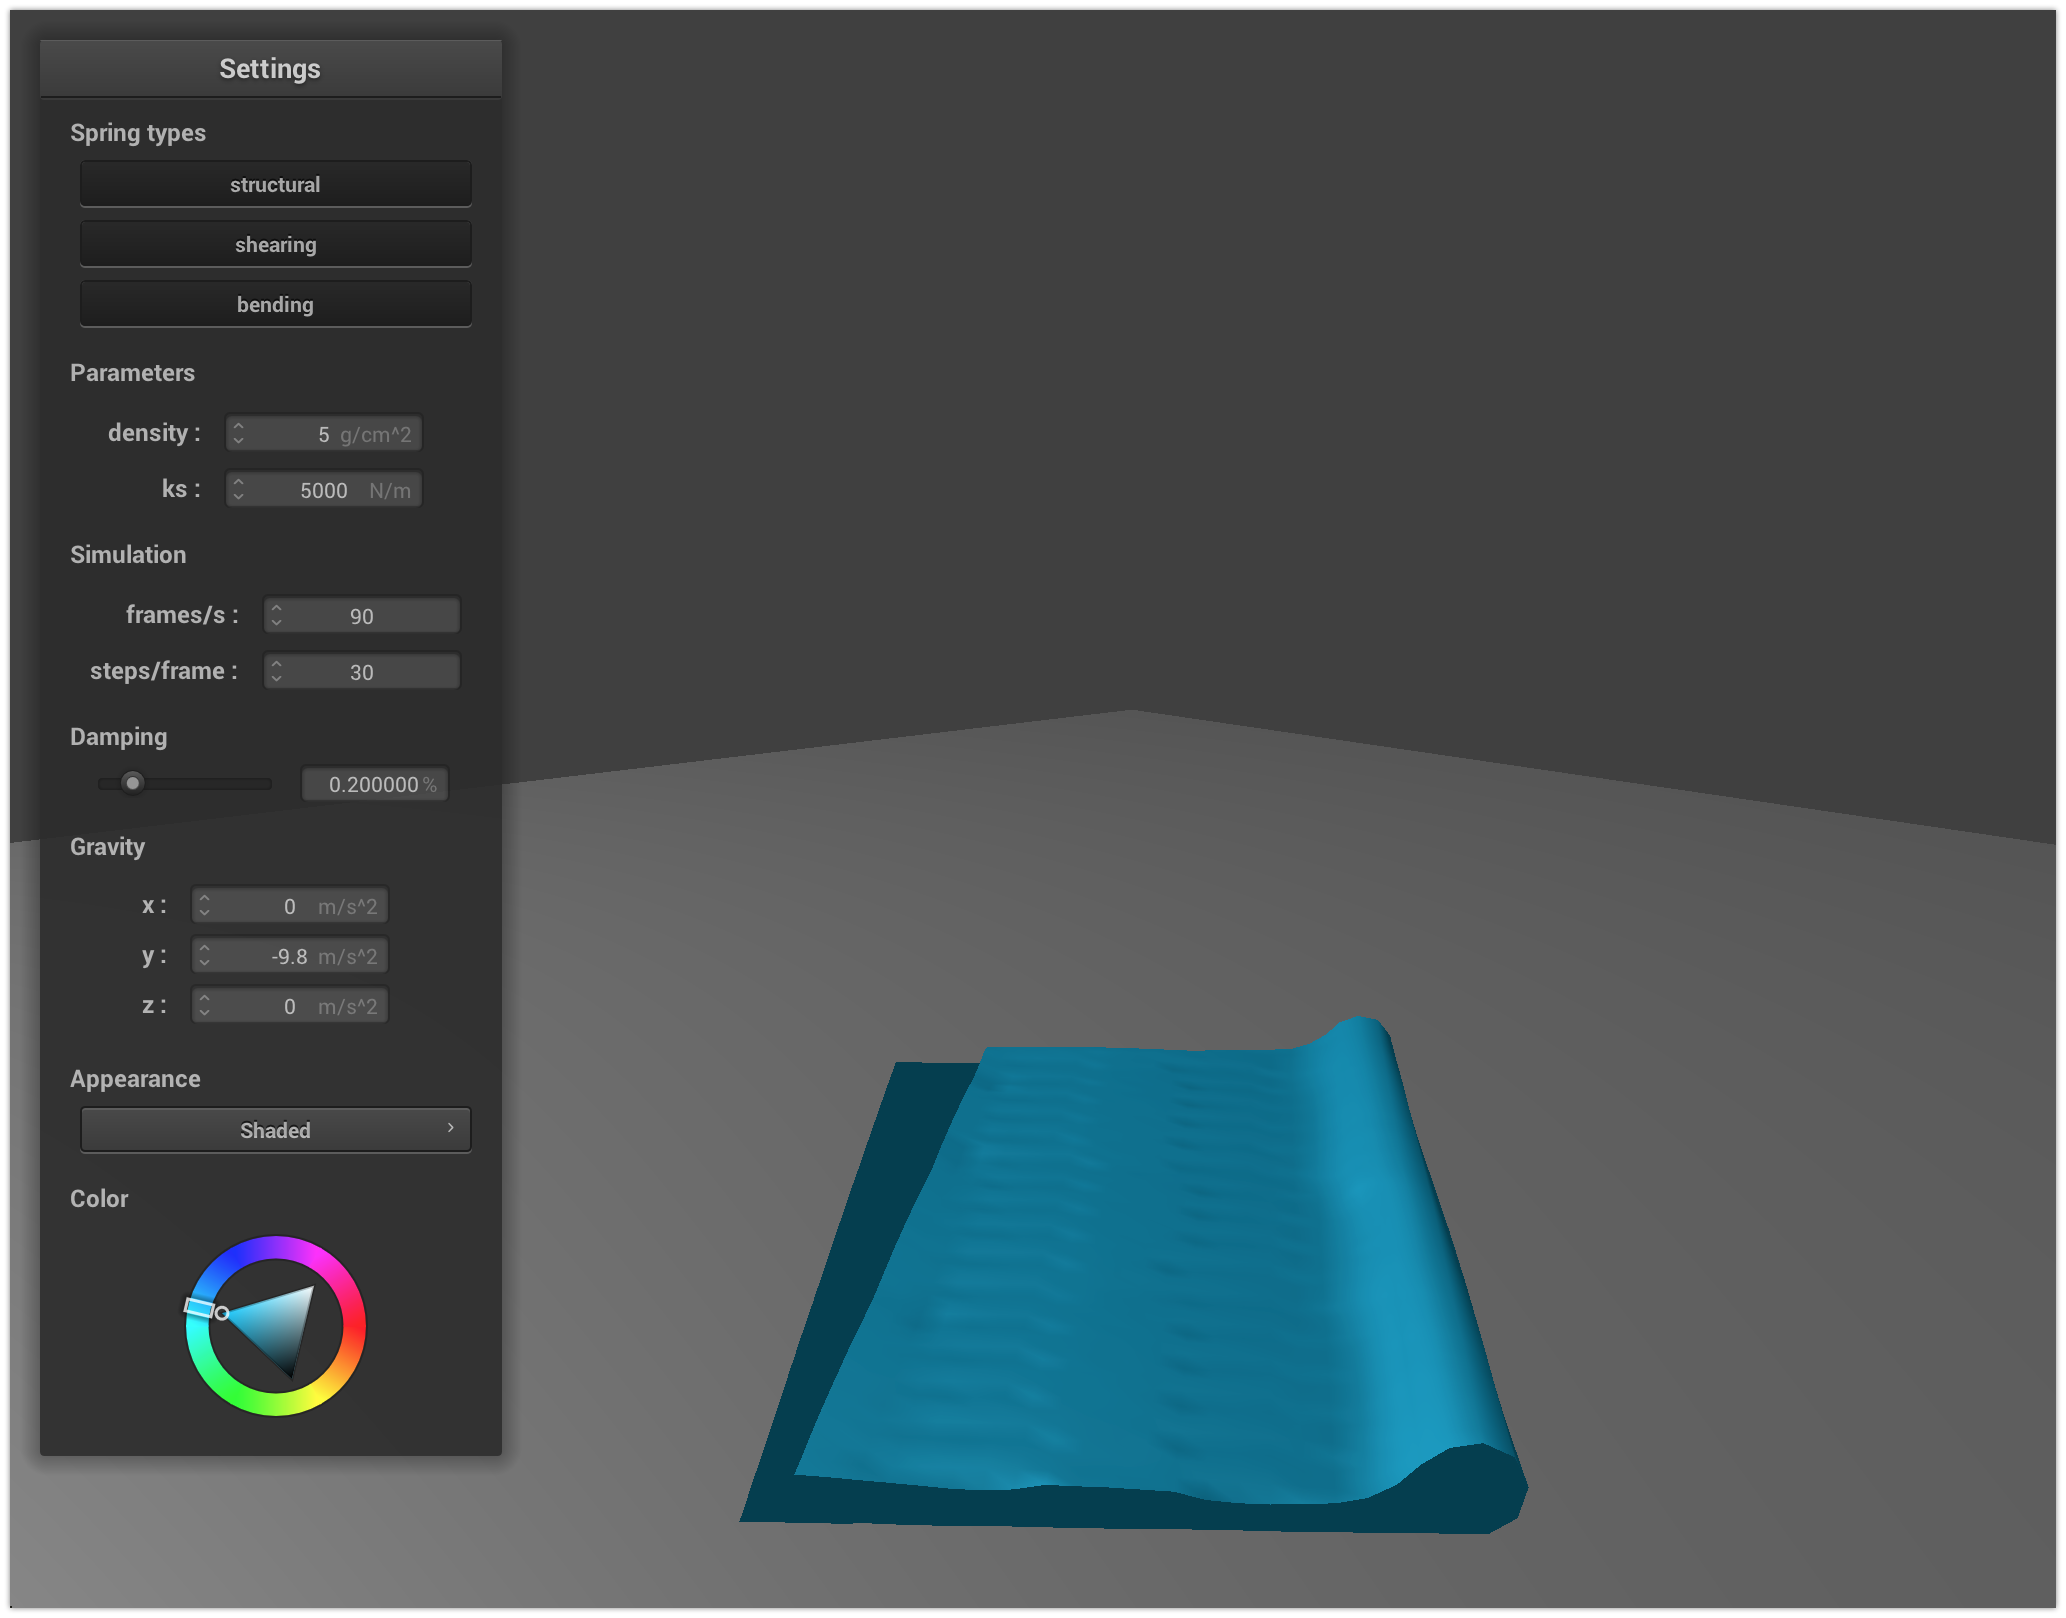 Settings
Spring types
structural
shearing
bending
Parameters
density : 5 g/cm^2
ks : 5000 N/m
Simulation
frames/s : 90
steps/frame : 30
Damping
0.200000 %
Gravity
x : 0 m/s^2
y : -9.8 m/s^2
z : 0 m/s^2
Appearance
Shaded
Color